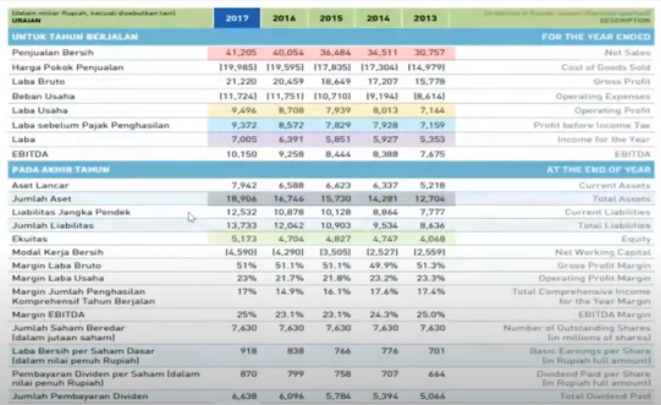 (dalam miliar Rupiah, kecuali disebutkan lain)
URAIAN 2017 2016 2015 2014 2013 DESCRIPTION
UNTUK TAHUN BERJALAN FOR THE YEAR ENDED
Penjualan Bersih 41,205 40,054 36,484 34,511 30,757 Net Sales
Harga Pokok Penjualan (19,985) (19,595) (17,835) (17,304) (14,979) Cost of Goods Sold
Laba Bruto 21,220 20,459 18,649 17,207 15,778 Gross Profit
Beban Usaha (11,724) (11,751) (10,710) (9,194) (8,614) Operating Expenses
Laba Usaha 9,496 8,708 7,939 8,013 7,164 Operating Profit
Laba sebelum Pajak Penghasilan 9,372 8,572 7,829 7,928 7,159 Profit before Income Tax
Laba 7,005 6,391 5,851 5,927 5,353 Income for the Year
EBITDA 10,150 9,258 8,444 8,388 7,675 EBITDA
PADA AKHIR TAHUN AT THE END OF YEAR
Aset Lancar 7,942 6,588 6,623 6,337 5,218 Current Assets
Jumlah Aset 18,906 16,746 15,730 14,281 12,704 Total Assets
Liabilitas Jangka Pendek 12,532 10,878 10,128 8,864 7,777 Current Liabilities
Jumlah Liabilitas 13,733 12,042 10,903 9,534 8,636 Total Liabilities
Ekuitas 5,173 4,704 4,827 4,747 4,068 Equity
Modal Kerja Bersih (4,590) (4,290) (3,505) (2,527) (2,559) Net Working Capital
Margin Laba Bruto 51% 51.1% 51.1% 49.9% 51.3% Gross Profit Margin
Margin Laba Usaha 23% 21.7% 21.8% 23.2% 23.3% Operating Profit Margin
Margin Jumlah Penghasilan 17% 14.9% 16.1% 17.6% 17.4% Total Comprehensive Income
Komprehensif Tahun Berjalan for the Year Margin
Margin EBITDA 25% 23.1% 23.1% 24.3% 25.0% EBITDA Margin
Jumlah Saham Beredar 7,630 7,630 7,630 7,630 7,630 Number of Outstanding Shares
(dalam jutaan saham) (in millions of shares)
Laba Bersih per Saham Dasar 918 838 766 776 701 Basic Earnings per Share
(dalam nilai penuh Rupiah) (in Rupiah full amount)
Pembayaran Dividen per Saham (dalam 870 799 758 707 664 Dividend Paid per Share
nilai penuh Rupiah) (in Rupiah full amount)
Jumlah Pembayaran Dividen 6,638 6,096 5,784 5,394 5,066 Total Dividend Paid